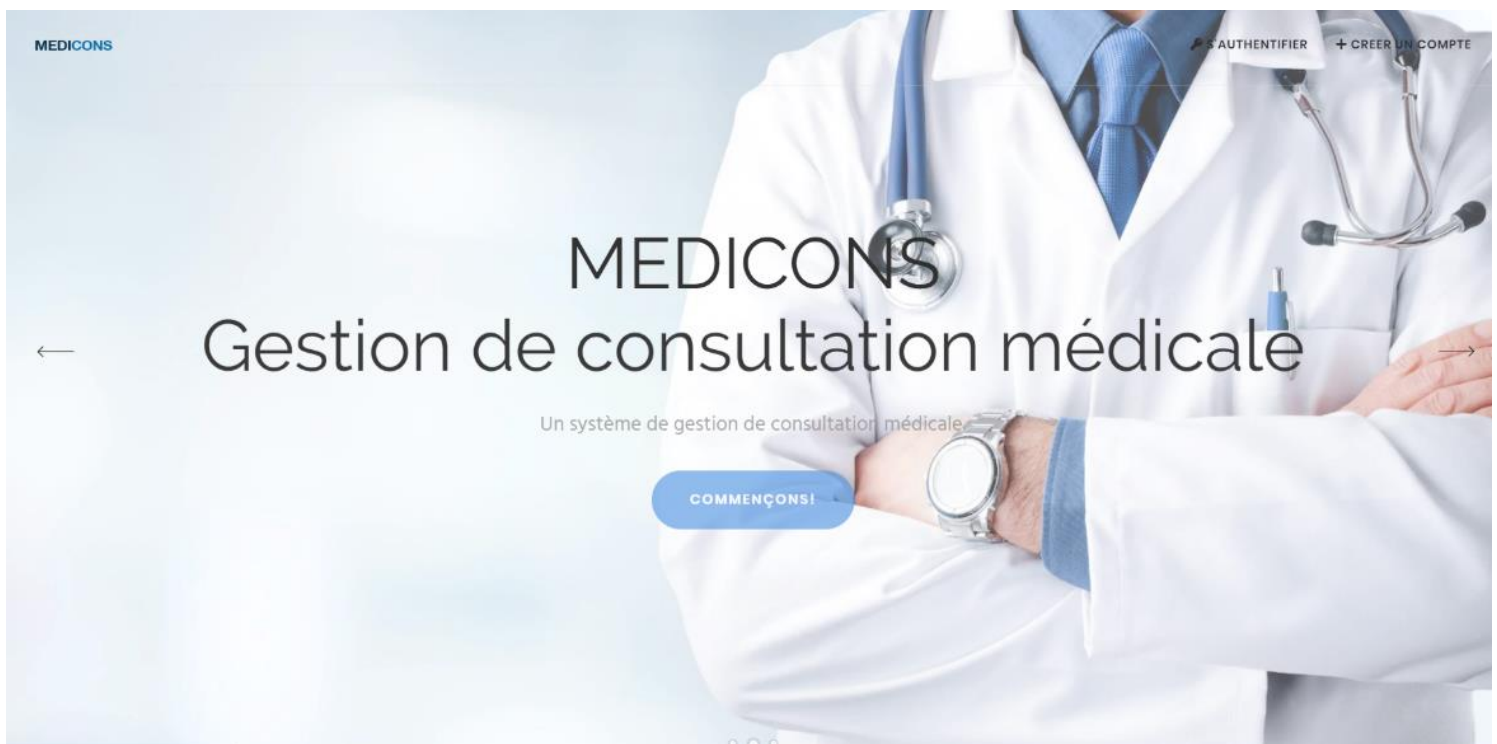 MEDICONS
S'AUTHENTIFIER
+ CREER UN COMPTE
MEDICONS
Gestion de consultation médicale
Un système de gestion de consultation médicale
COMMENÇONS!